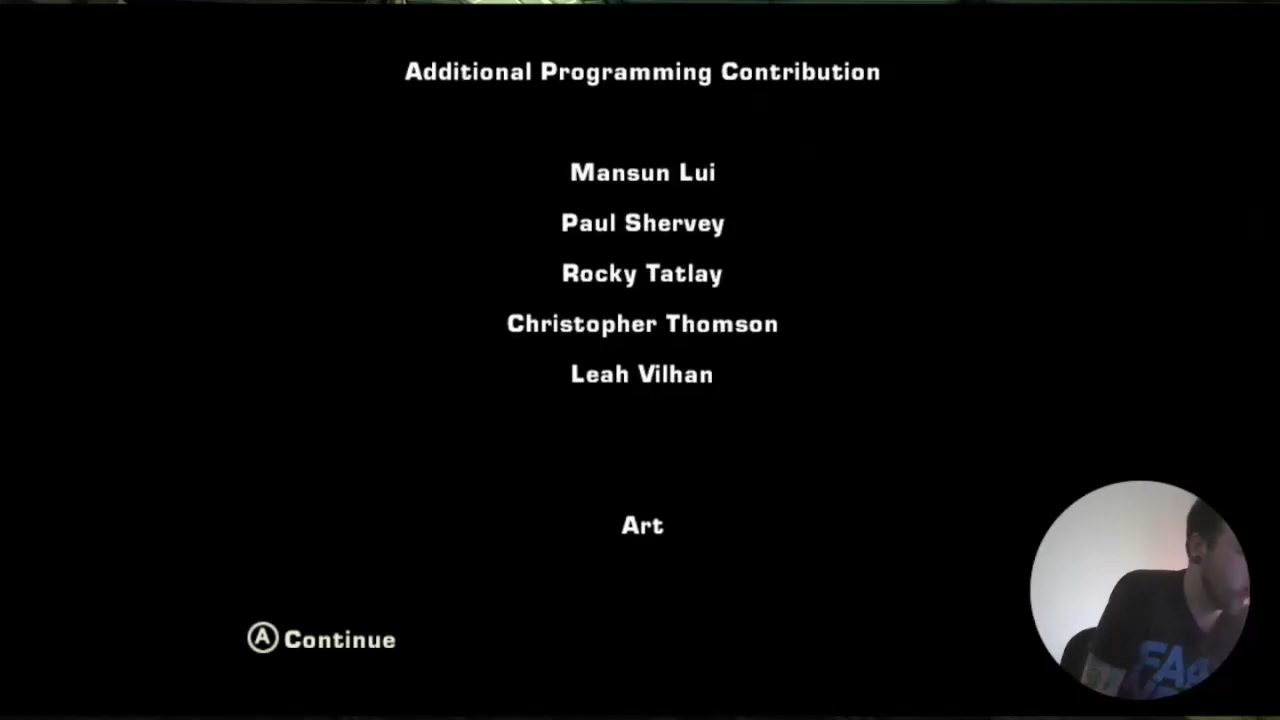 Additional Programming Contribution
Mansun Lui
Paul Shervey
Rocky Tatlay
Christopher Thomson
Leah Vilhan
Art
A Continue